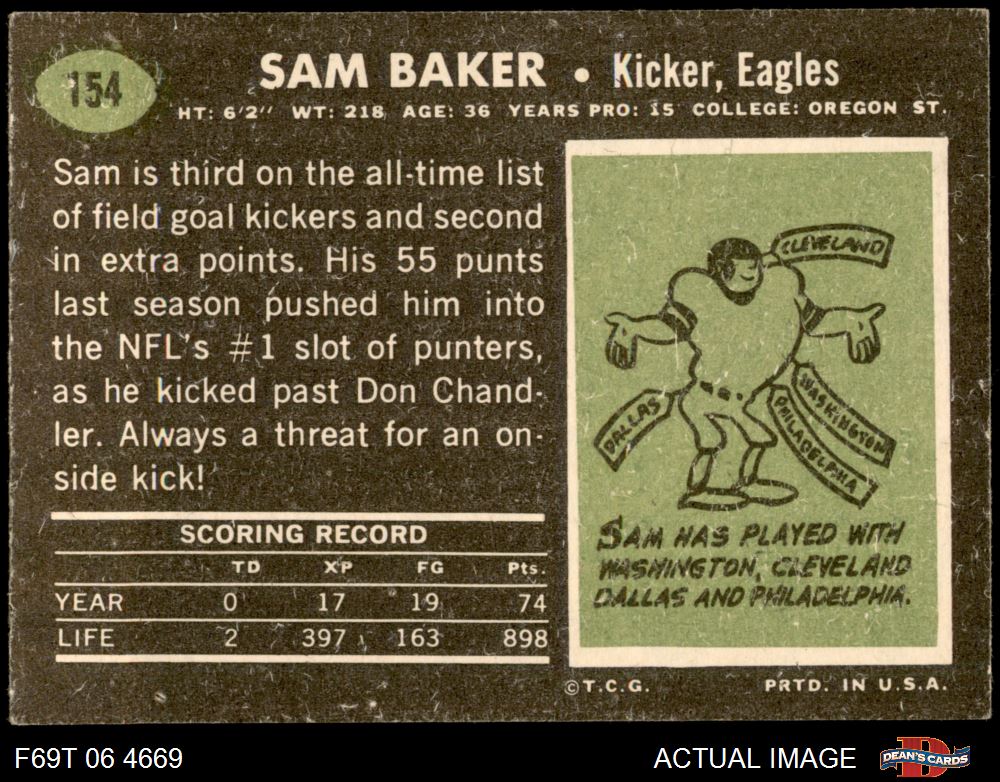 154
SAM BAKER • Kicker, Eagles
HT: 6'2" WT: 218 AGE: 36 YEARS PRO: 15 COLLEGE: OREGON ST.
Sam is third on the all-time list
of field goal kickers and second
in extra points. His 55 punts
last season pushed him into
the NFL's #1 slot of punters,
as he kicked past Don Chand-
ler. Always a threat for an on-
side kick!
SCORING RECORD
TD XP FG Pts.
YEAR 0 17 19 74
LIFE 2 397 163 898
CLEVELAND
DALLAS
WASHINGTON
PHILADELPHIA
SAM HAS PLAYED WITH
WASHINGTON, CLEVELAND
DALLAS AND PHILADELPHIA.
©T.C.G. PRTD. IN U.S.A.
F69T 06 4669
ACTUAL IMAGE
DEAN'S CARDS